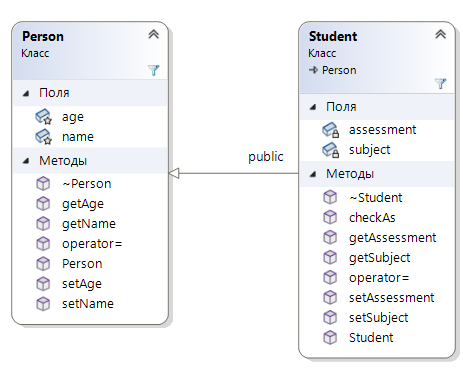 Person
Класс
Поля
age
name
Методы
~Person
getAge
getName
operator=
Person
setAge
setName
public
Student
Класс
Person
Поля
assessment
subject
Методы
~Student
checkAs
getAssessment
getSubject
operator=
setAssessment
setSubject
Student